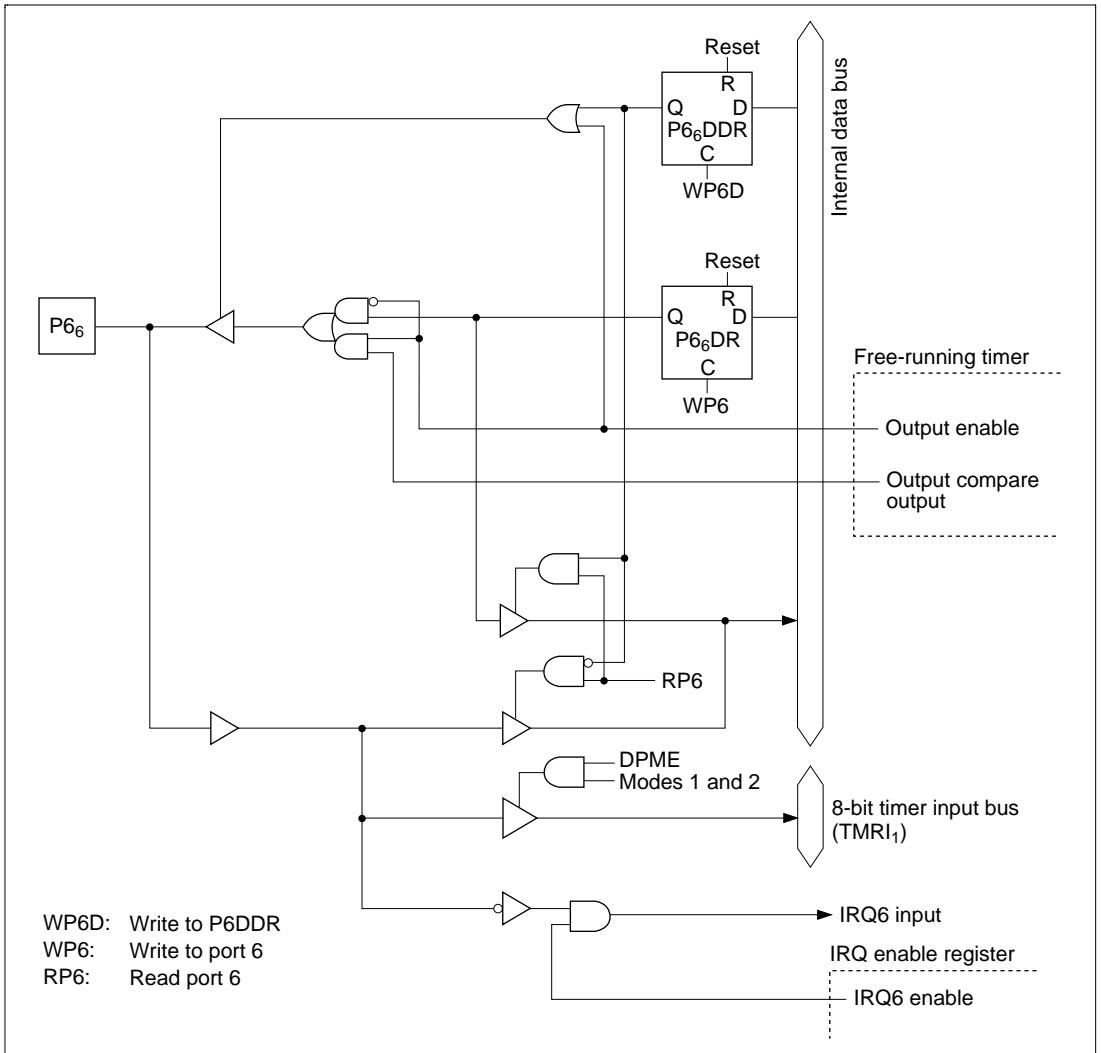 Reset
R
Q D
P6₆DDR
C
WP6D
Internal data bus
Reset
R
Q D
P6₆DR
C
WP6
P6₆
Free-running timer
Output enable
Output compare
output
RP6
DPME
Modes 1 and 2
8-bit timer input bus
(TMRI₁)
IRQ6 input
IRQ enable register
IRQ6 enable
WP6D: Write to P6DDR
WP6: Write to port 6
RP6: Read port 6